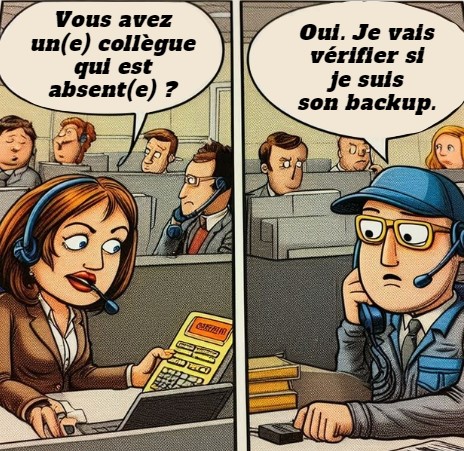 Vous avez
un(e) collègue
qui est
absent(e) ?
Oui. Je vais
vérifier si
je suis
son backup.